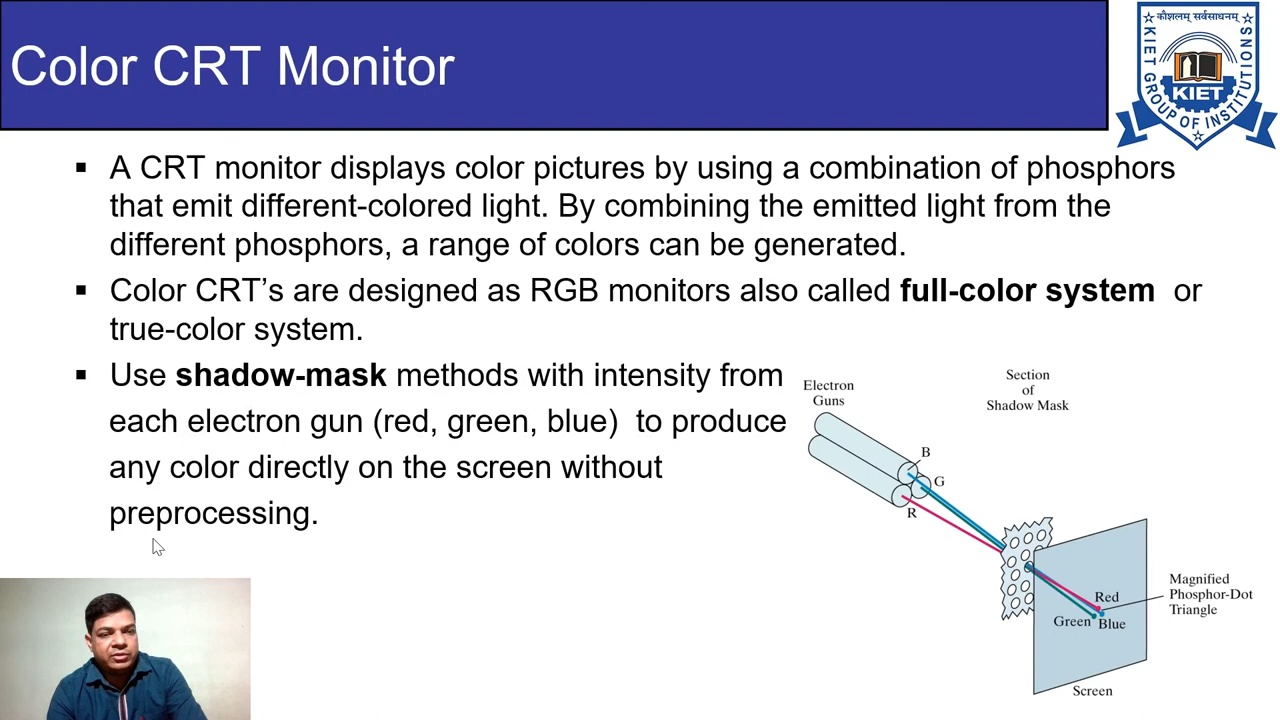 Color CRT Monitor
कौशलम् सर्वसाधनम्
KIET GROUP OF INSTITUTIONS
KIET
▪ A CRT monitor displays color pictures by using a combination of phosphors
that emit different-colored light. By combining the emitted light from the
different phosphors, a range of colors can be generated.
▪ Color CRT’s are designed as RGB monitors also called full-color system or
true-color system.
▪ Use shadow-mask methods with intensity from
each electron gun (red, green, blue) to produce
any color directly on the screen without
preprocessing.
Electron
Guns
Section
of
Shadow Mask
B
G
R
Red
Green
Blue
Magnified
Phosphor-Dot
Triangle
Screen